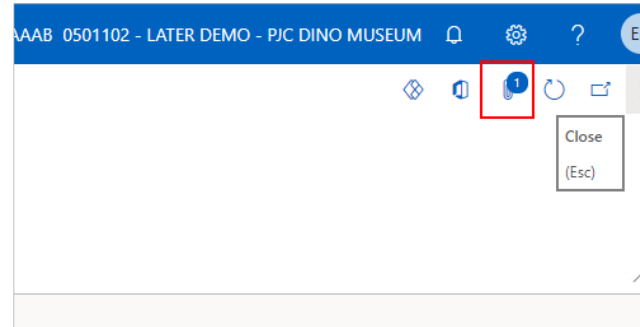 AAAB 0501102 - LATER DEMO - PJC DINO MUSEUM ? E
1
Close
(Esc)